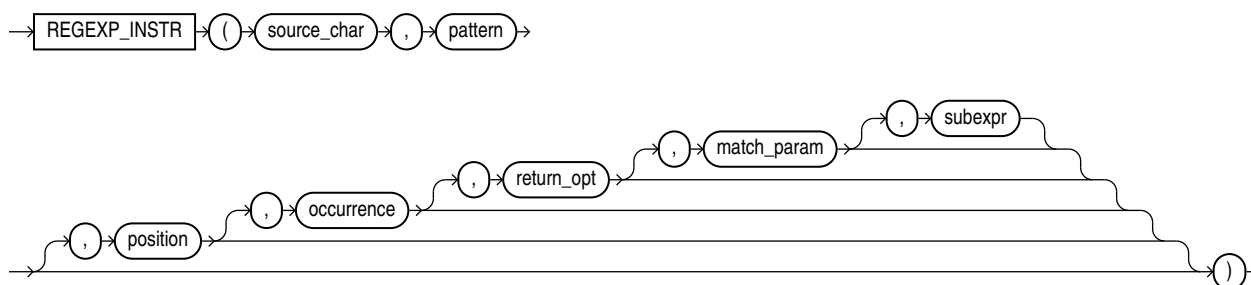 REGEXP_INSTR ( source_char , pattern
, subexpr
, match_param
, return_opt
, occurrence
, position
)